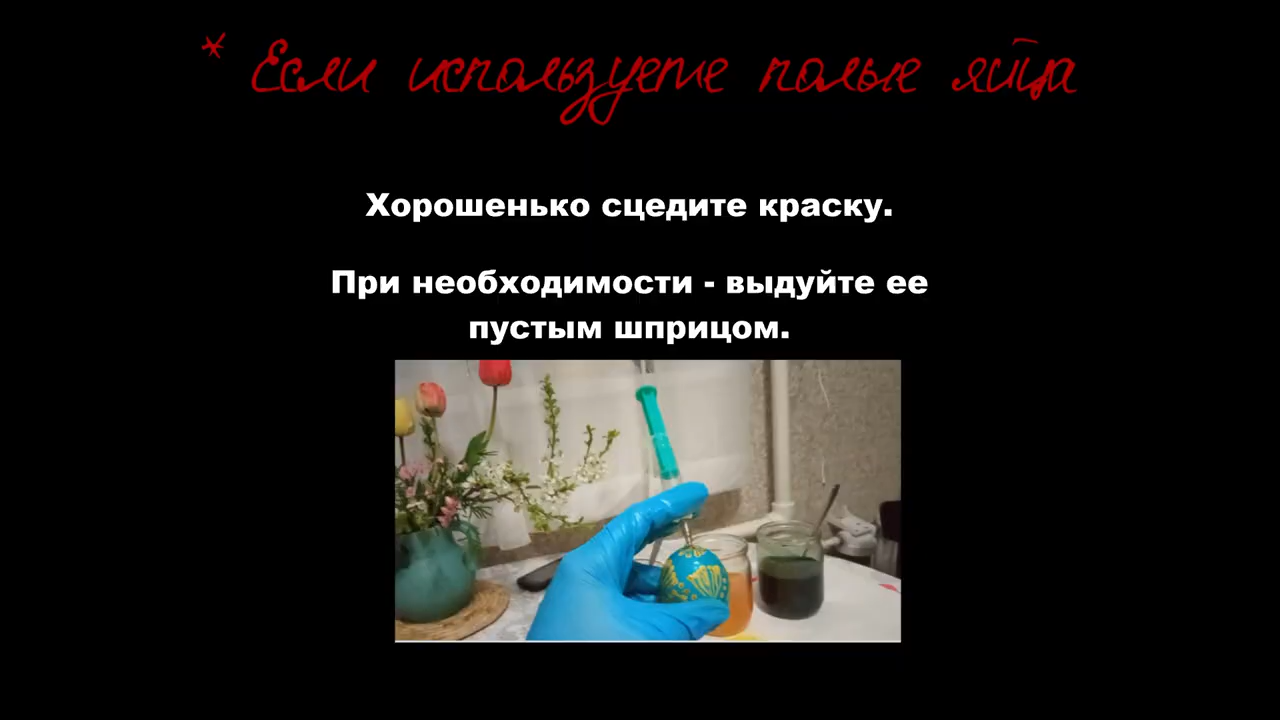 * Если используете полые яйца
Хорошенько сцедите краску.
При необходимости - выдуйте ее
пустым шприцом.